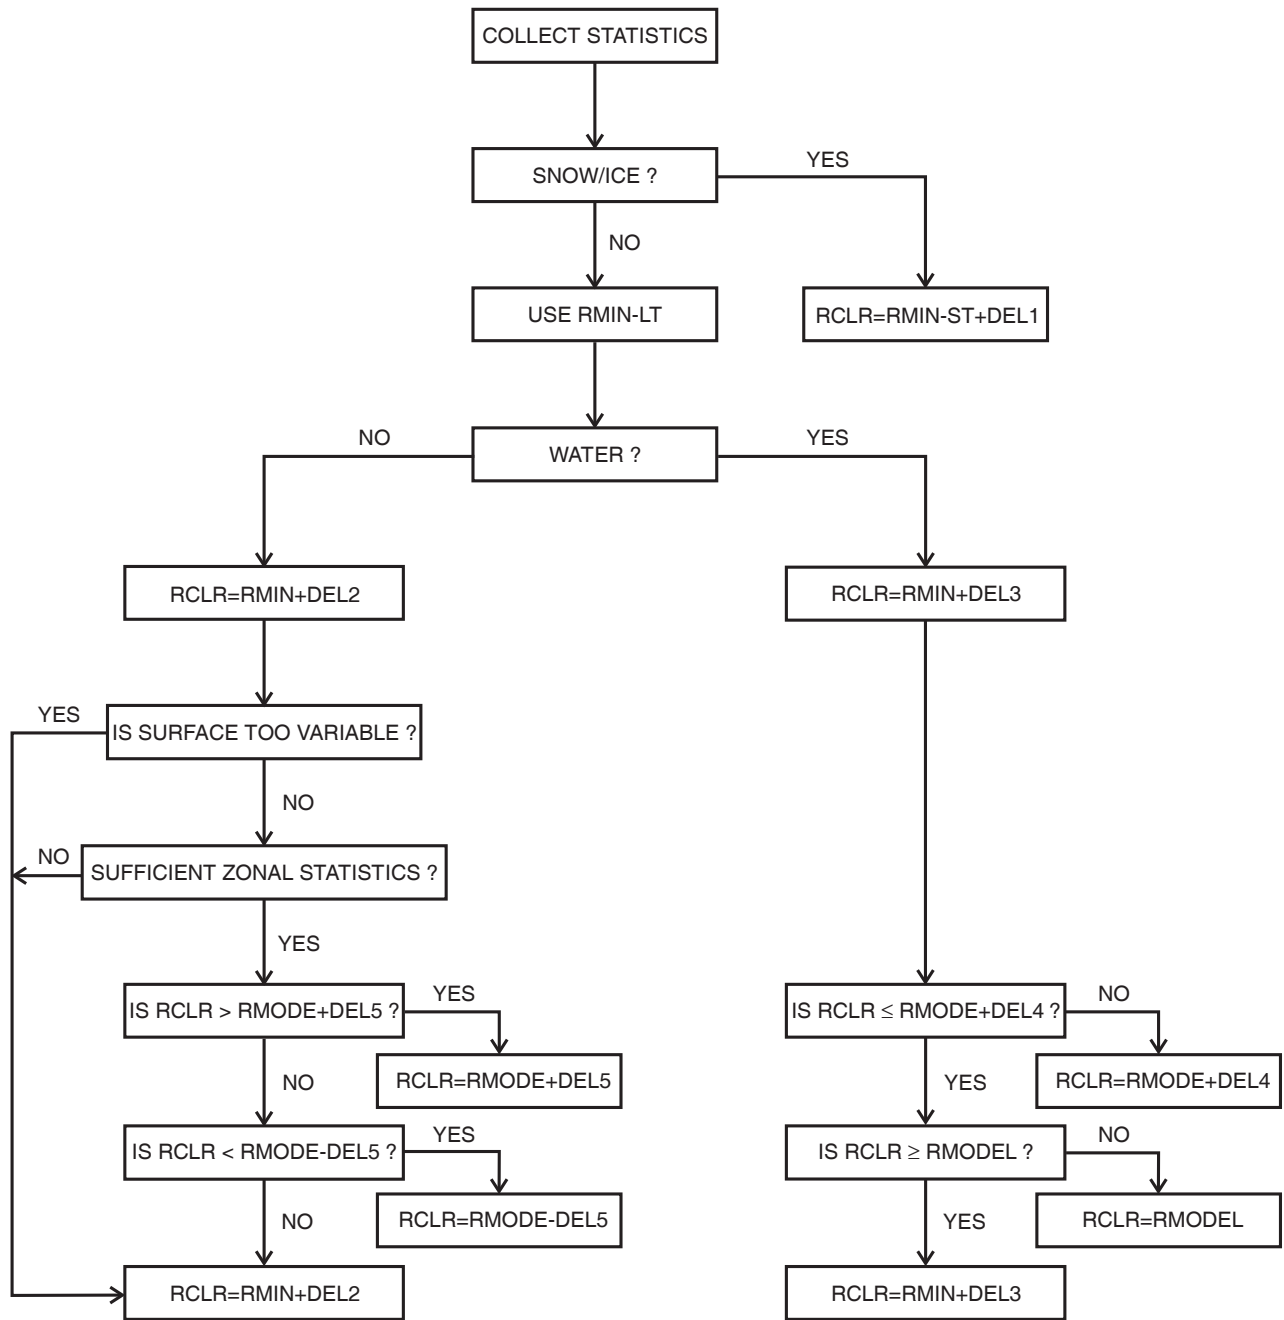 COLLECT STATISTICS
SNOW/ICE ?
YES
NO
USE RMIN-LT
RCLR=RMIN-ST+DEL1
NO
WATER ?
YES
RCLR=RMIN+DEL2
RCLR=RMIN+DEL3
YES
IS SURFACE TOO VARIABLE ?
NO
NO
SUFFICIENT ZONAL STATISTICS ?
YES
IS RCLR > RMODE+DEL5 ?
YES
IS RCLR ≤ RMODE+DEL4 ?
NO
RCLR=RMODE+DEL5
RCLR=RMODE+DEL4
NO
YES
IS RCLR < RMODE-DEL5 ?
YES
IS RCLR ≥ RMODEL ?
NO
RCLR=RMODE-DEL5
RCLR=RMODEL
NO
YES
RCLR=RMIN+DEL2
RCLR=RMIN+DEL3